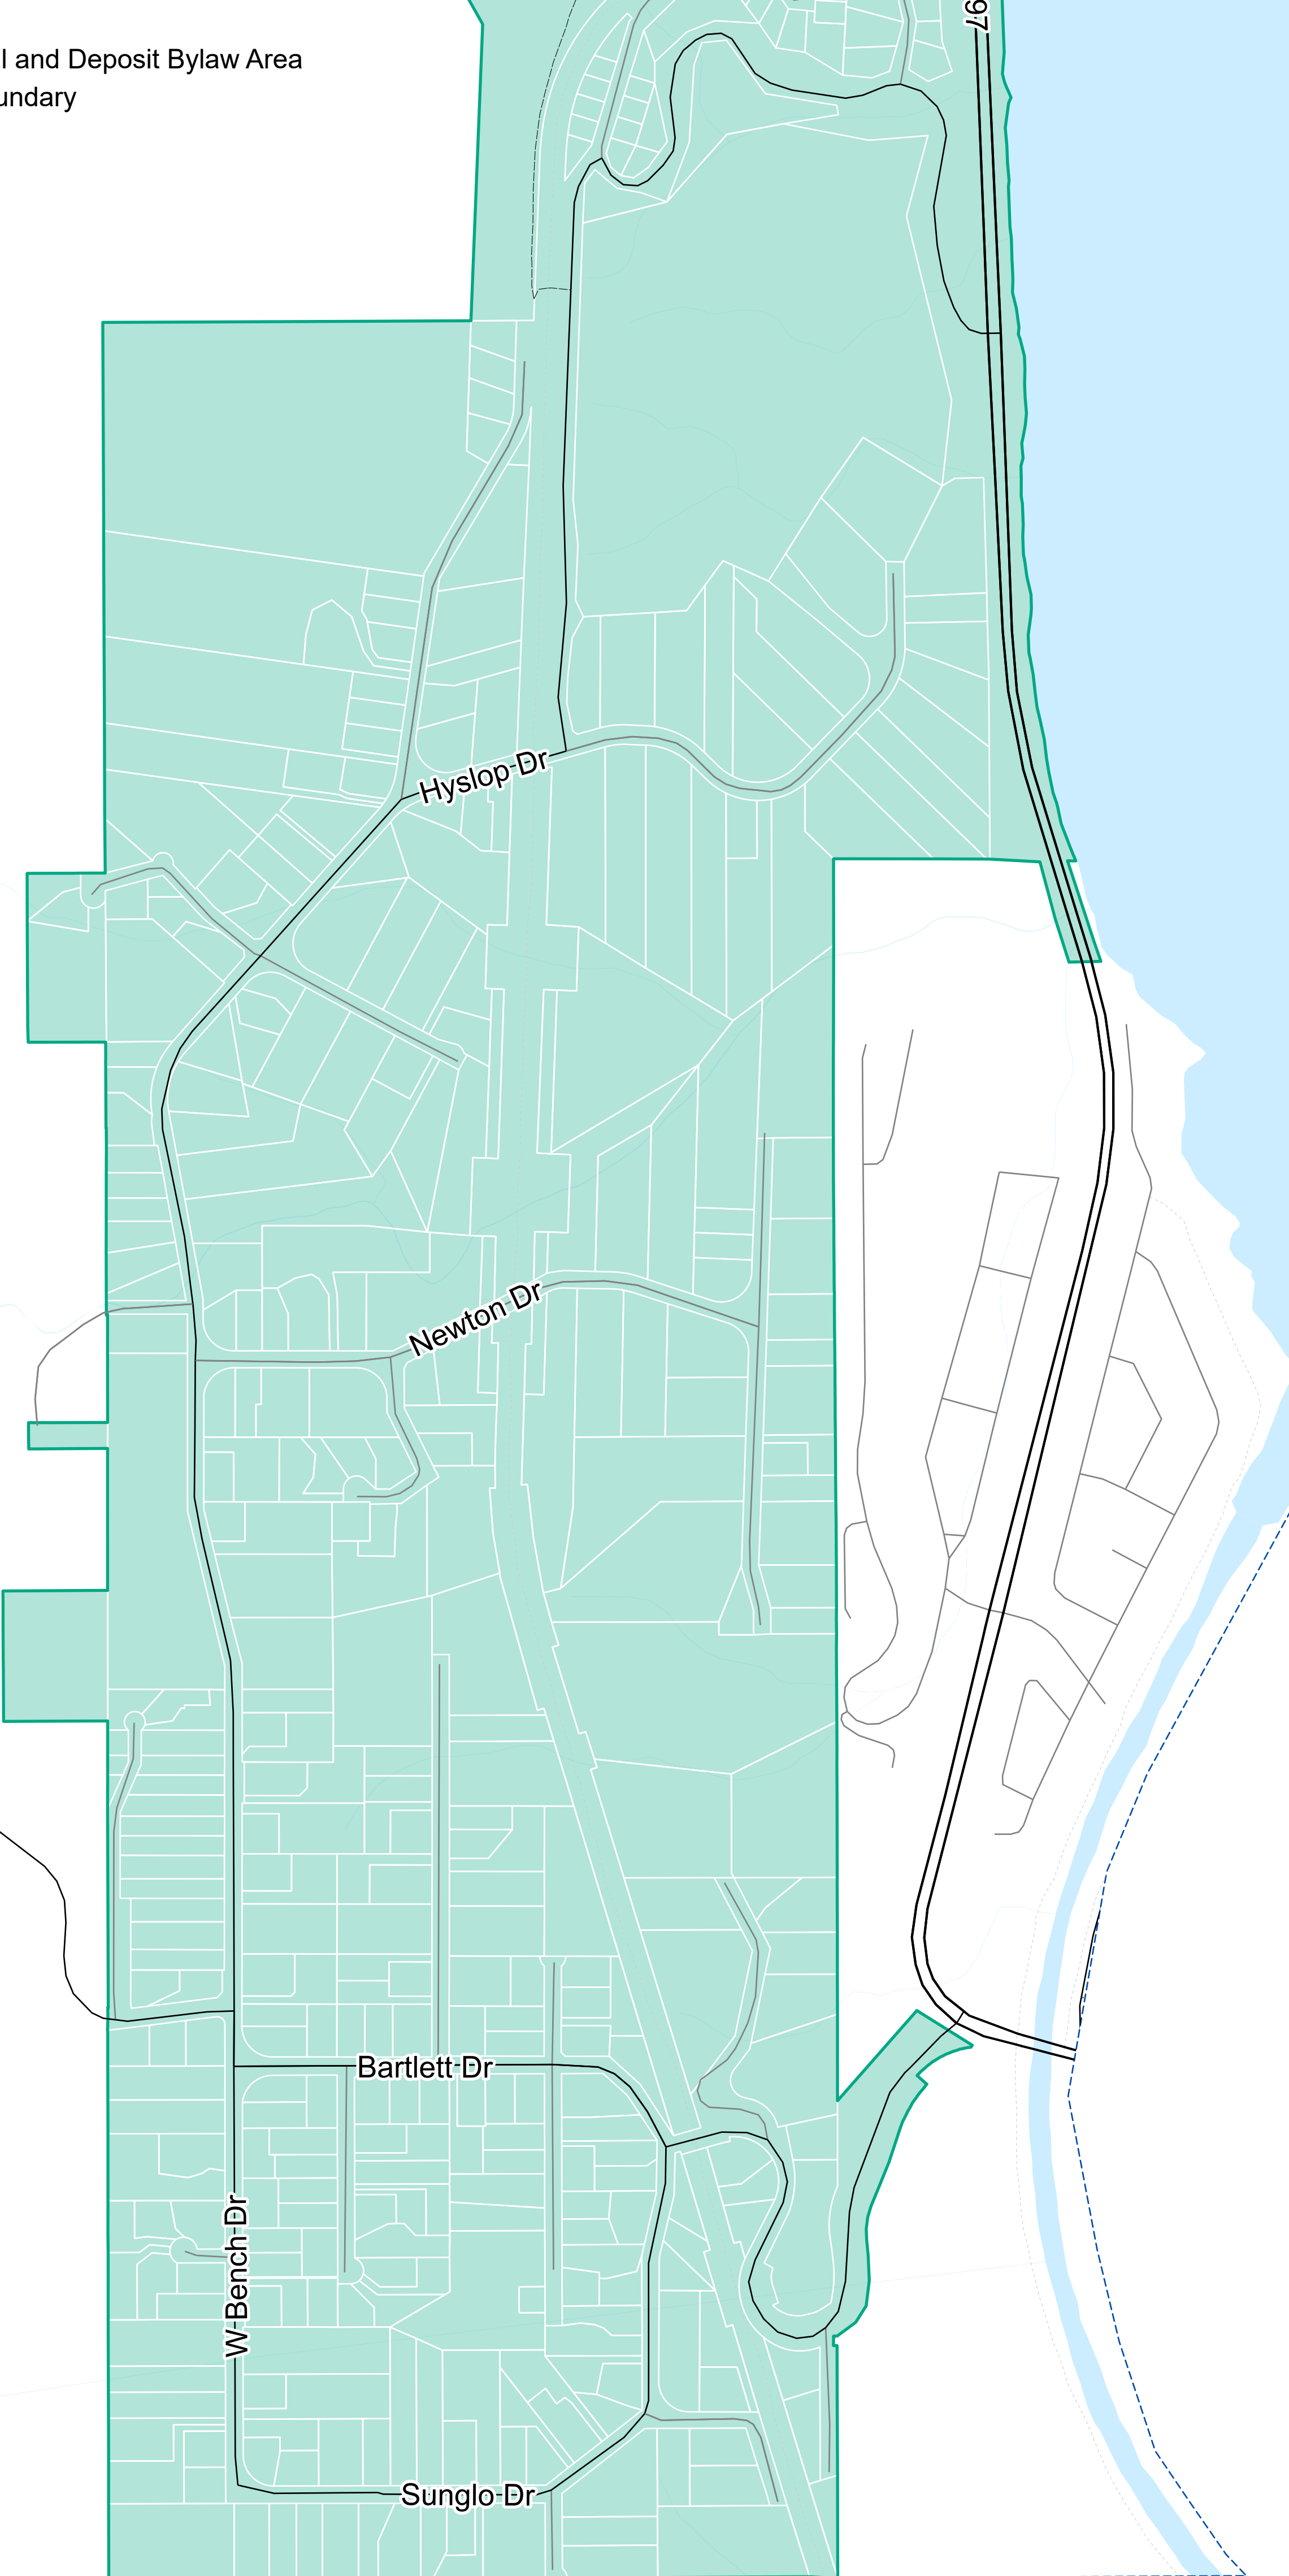 l and Deposit Bylaw Area
undary
97
Hyslop Dr
Newton Dr
Bartlett Dr
W Bench Dr
Sunglo Dr